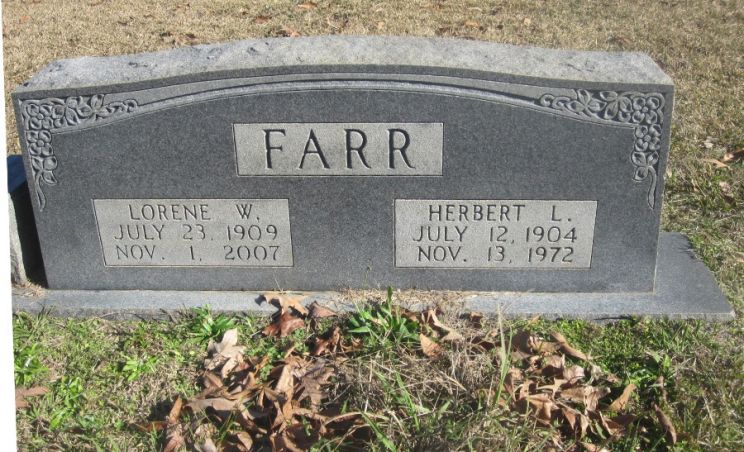 FARR
LORENE W.
JULY 23, 1909
NOV. 1, 2007
HERBERT L.
JULY 12, 1904
NOV. 13, 1972